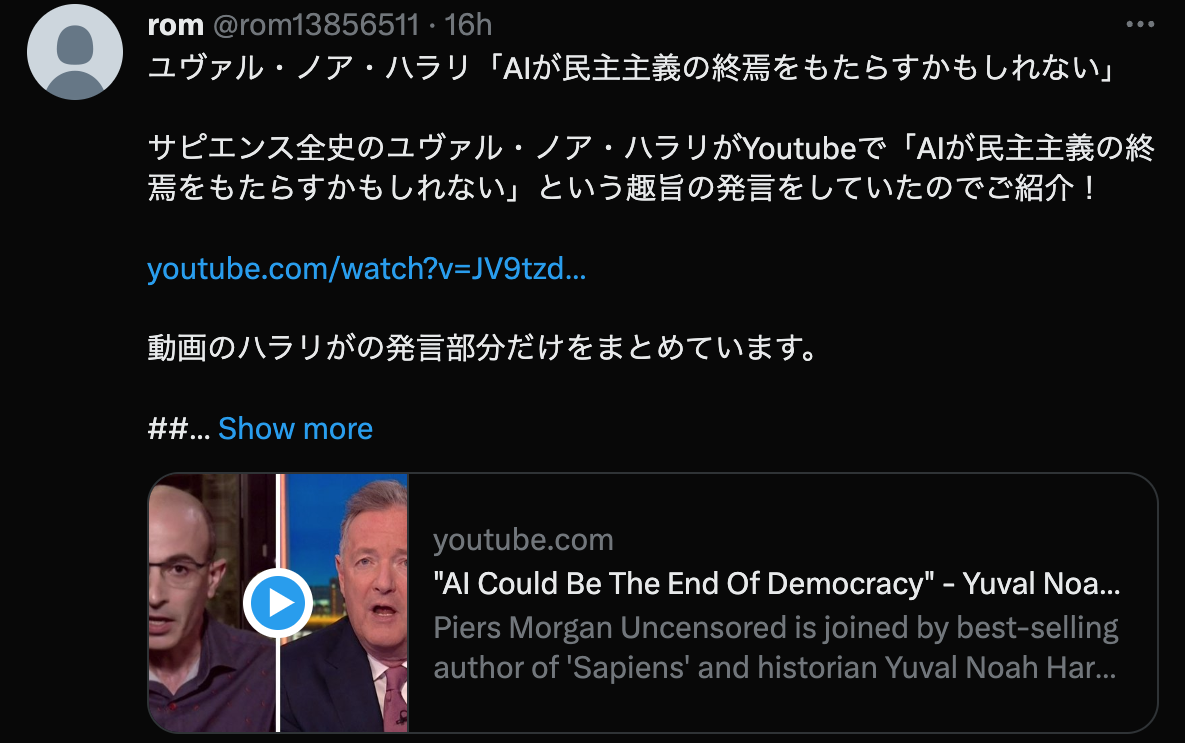 rom @rom13856511 · 16h
ユヴァル・ノア・ハラリ「AIが民主主義の終焉をもたらすかもしれない」
サピエンス全史のユヴァル・ノア・ハラリがYoutubeで「AIが民主主義の終
焉をもたらすかもしれない」という趣旨の発言をしていたのでご紹介！
youtube.com/watch?v=JV9tzd...
動画のハラリがの発言部分だけをまとめています。
##... Show more
youtube.com
"AI Could Be The End Of Democracy" - Yuval Noa...
Piers Morgan Uncensored is joined by best-selling
author of 'Sapiens' and historian Yuval Noah Har...